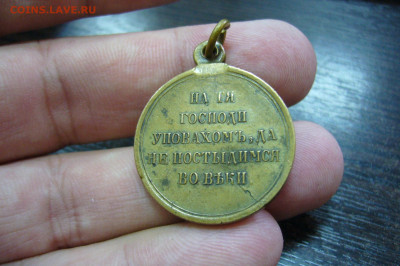 COINS.LAVE.RU
НА ТЯ
ГОСПОДИ
УПОВАХОМЪ, ДА
НЕ ПОСТЫДИМСЯ
ВО ВѢКИ